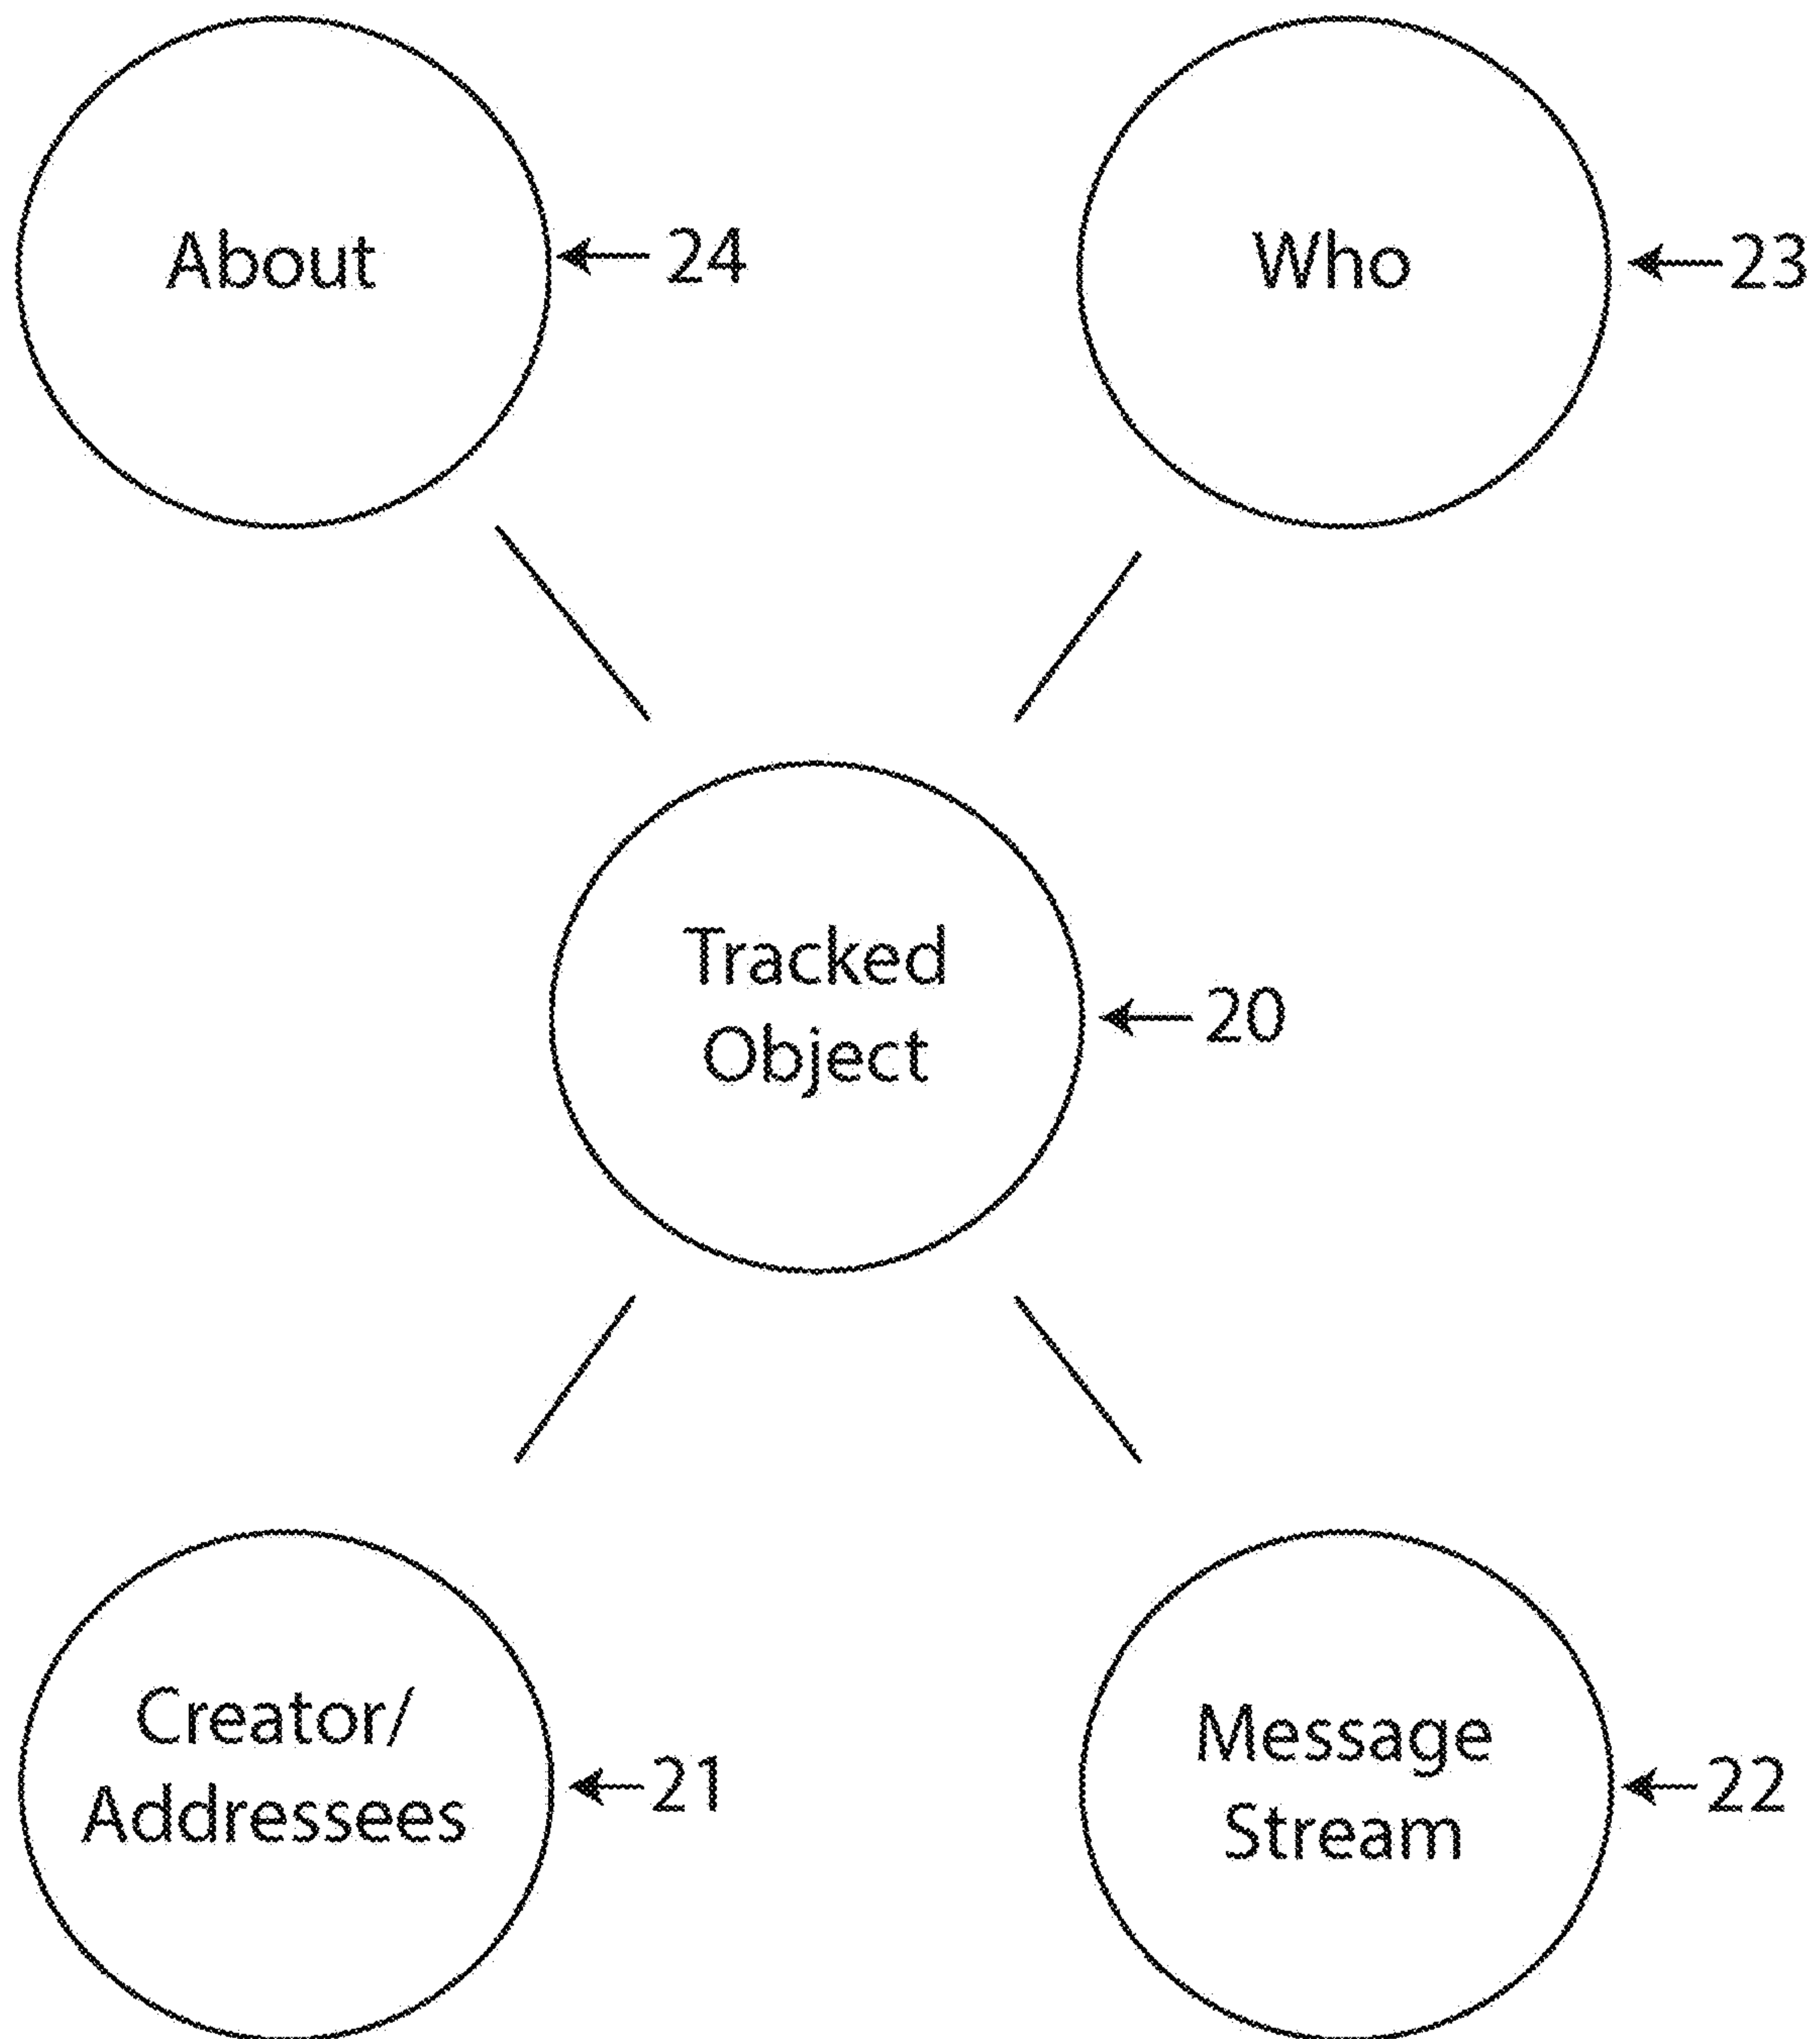 About
24
Who
23
Tracked
Object
20
Creator/
Addressees
21
Message
Stream
22